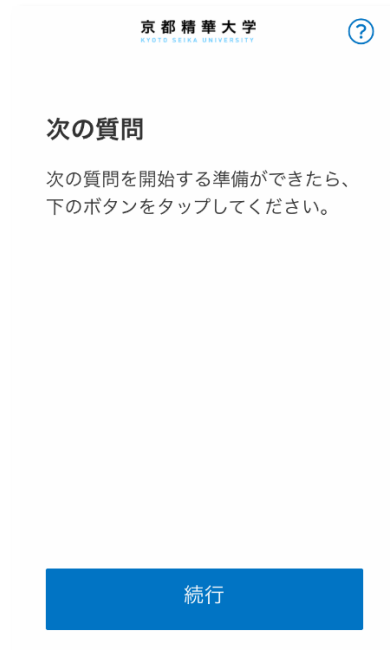 京都精華大学
KYOTO SEIKA UNIVERSITY
?
次の質問
次の質問を開始する準備ができたら、
下のボタンをタップしてください。
続行